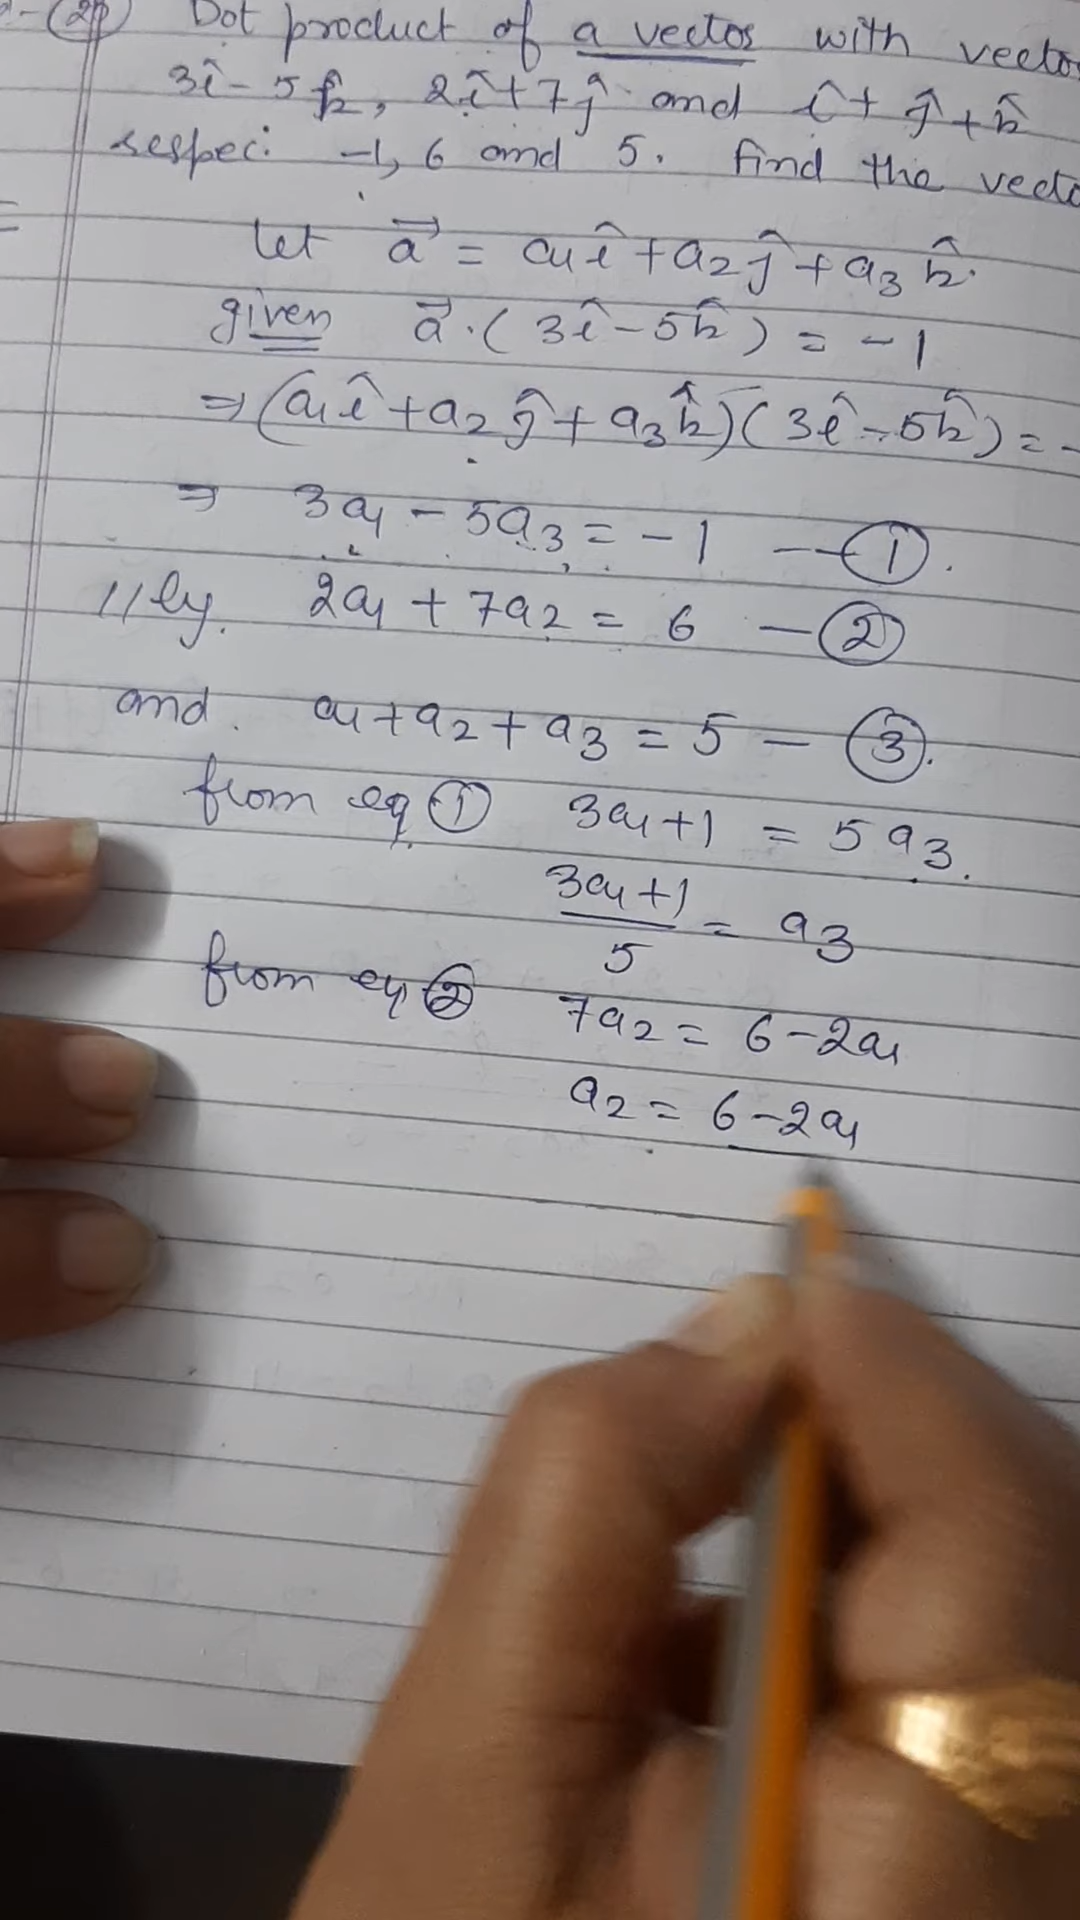 Dot product of a vector with
3î - 5k̂, 2î + 7ĵ and î + ĵ + k̂
respec: -1, 6 and 5. find the
let a⃗ = a₁î + a₂ĵ + a₃k̂.
given a⃗.(3î - 5k̂) = -1
⇒ (a₁î + a₂ĵ + a₃k̂)(3î - 5k̂) = -
⇒ 3a₁ - 5a₃ = -1 — ①.
//ly. 2a₁ + 7a₂ = 6 — ②
and. a₁ + a₂ + a₃ = 5 — ③.
from eq ① 3a₁ + 1 = 5a₃.
3a₁ + 1 / 5 = a₃
from eq ② 7a₂ = 6 - 2a₁
a₂ = 6 - 2a₁